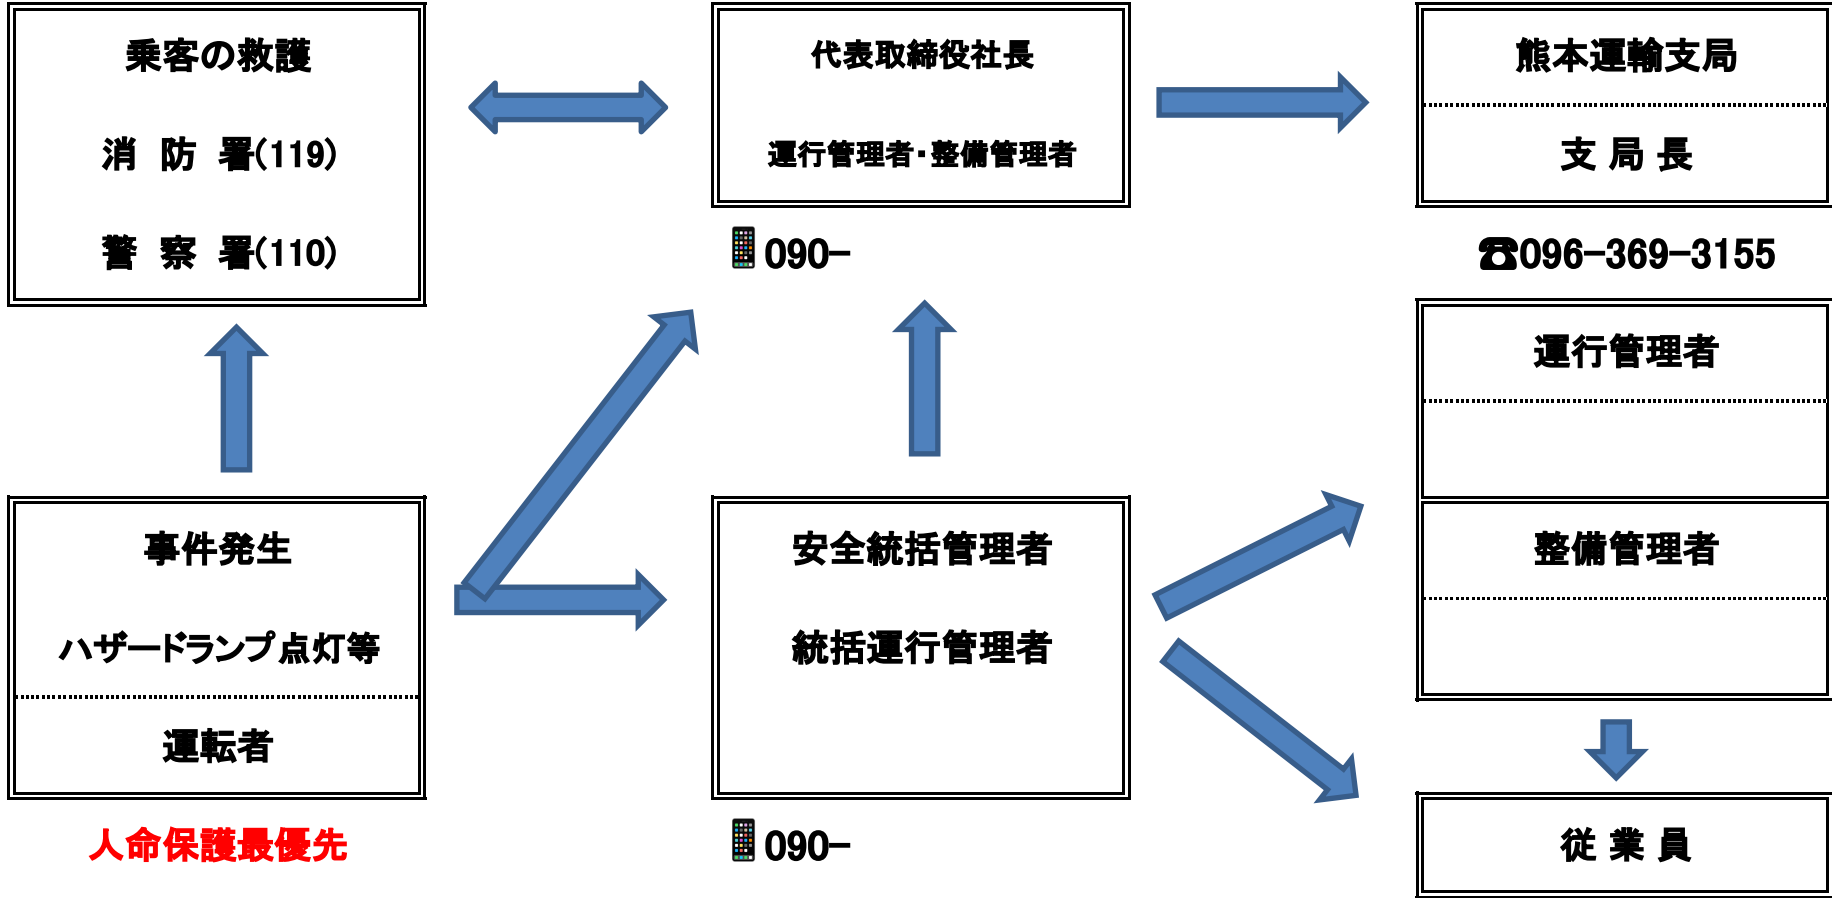 乗客の救護
消 防 署(119)
警 察 署(110)
代表取締役社長
運行管理者・整備管理者
📱090-
熊本運輸支局
支 局 長
☎096-369-3155
事件発生
ハザードランプ点灯等
運転者
人命保護最優先
安全統括管理者
統括運行管理者
📱090-
運行管理者
整備管理者
従 業 員